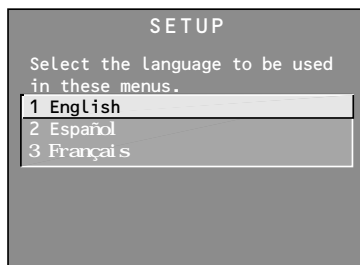 SETUP
Select the language to be used
in these menus.
1 English
2 Español
3 Français